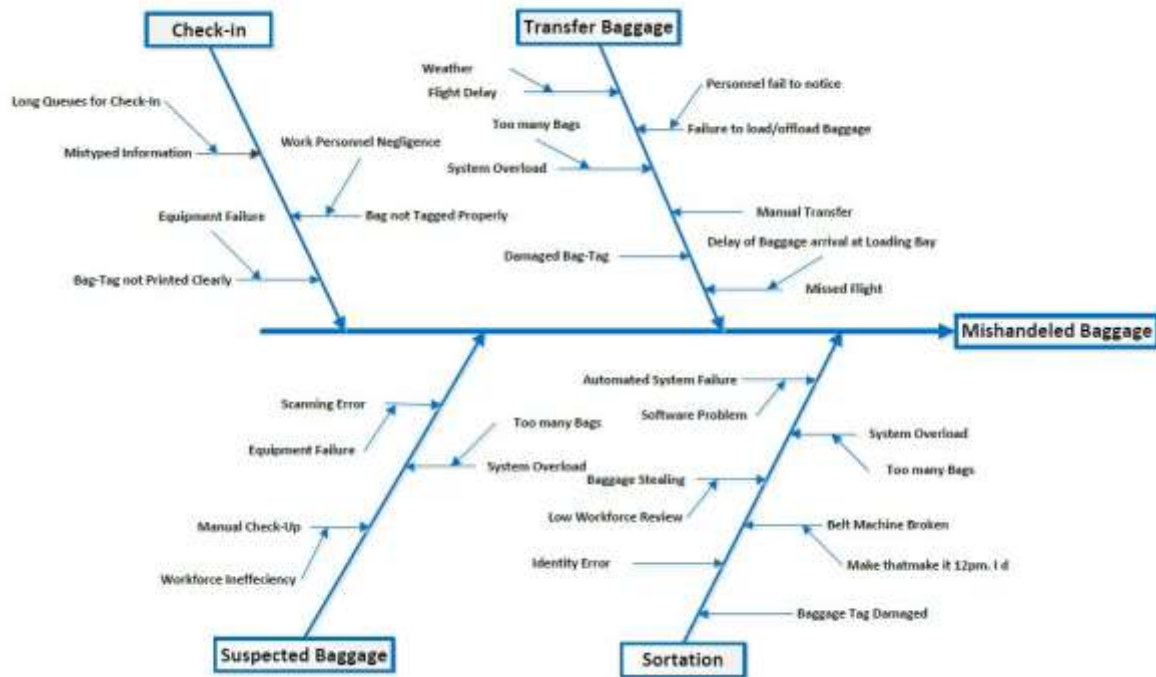 Check-in
Transfer Baggage
Weather
Flight Delay
Personnel fail to notice
Long Queues for Check-In
Too many Bags
Failure to load/offload Baggage
Work Personnel Negligence
Mistyped Information
System Overload
Equipment Failure
Bag not Tagged Properly
Manual Transfer
Delay of Baggage arrival at Loading Bay
Damaged Bag-Tag
Bag-Tag not Printed Clearly
Missed Flight
Mishandeled Baggage
Scanning Error
Automated System Failure
Too many Bags
Software Problem
Equipment Failure
System Overload
System Overload
Too many Bags
Baggage Stealing
Manual Check-Up
Low Workforce Review
Belt Machine Broken
Workforce Ineffeciency
Identity Error
Make thatmake it 12pm. I d
Baggage Tag Damaged
Suspected Baggage
Sortation